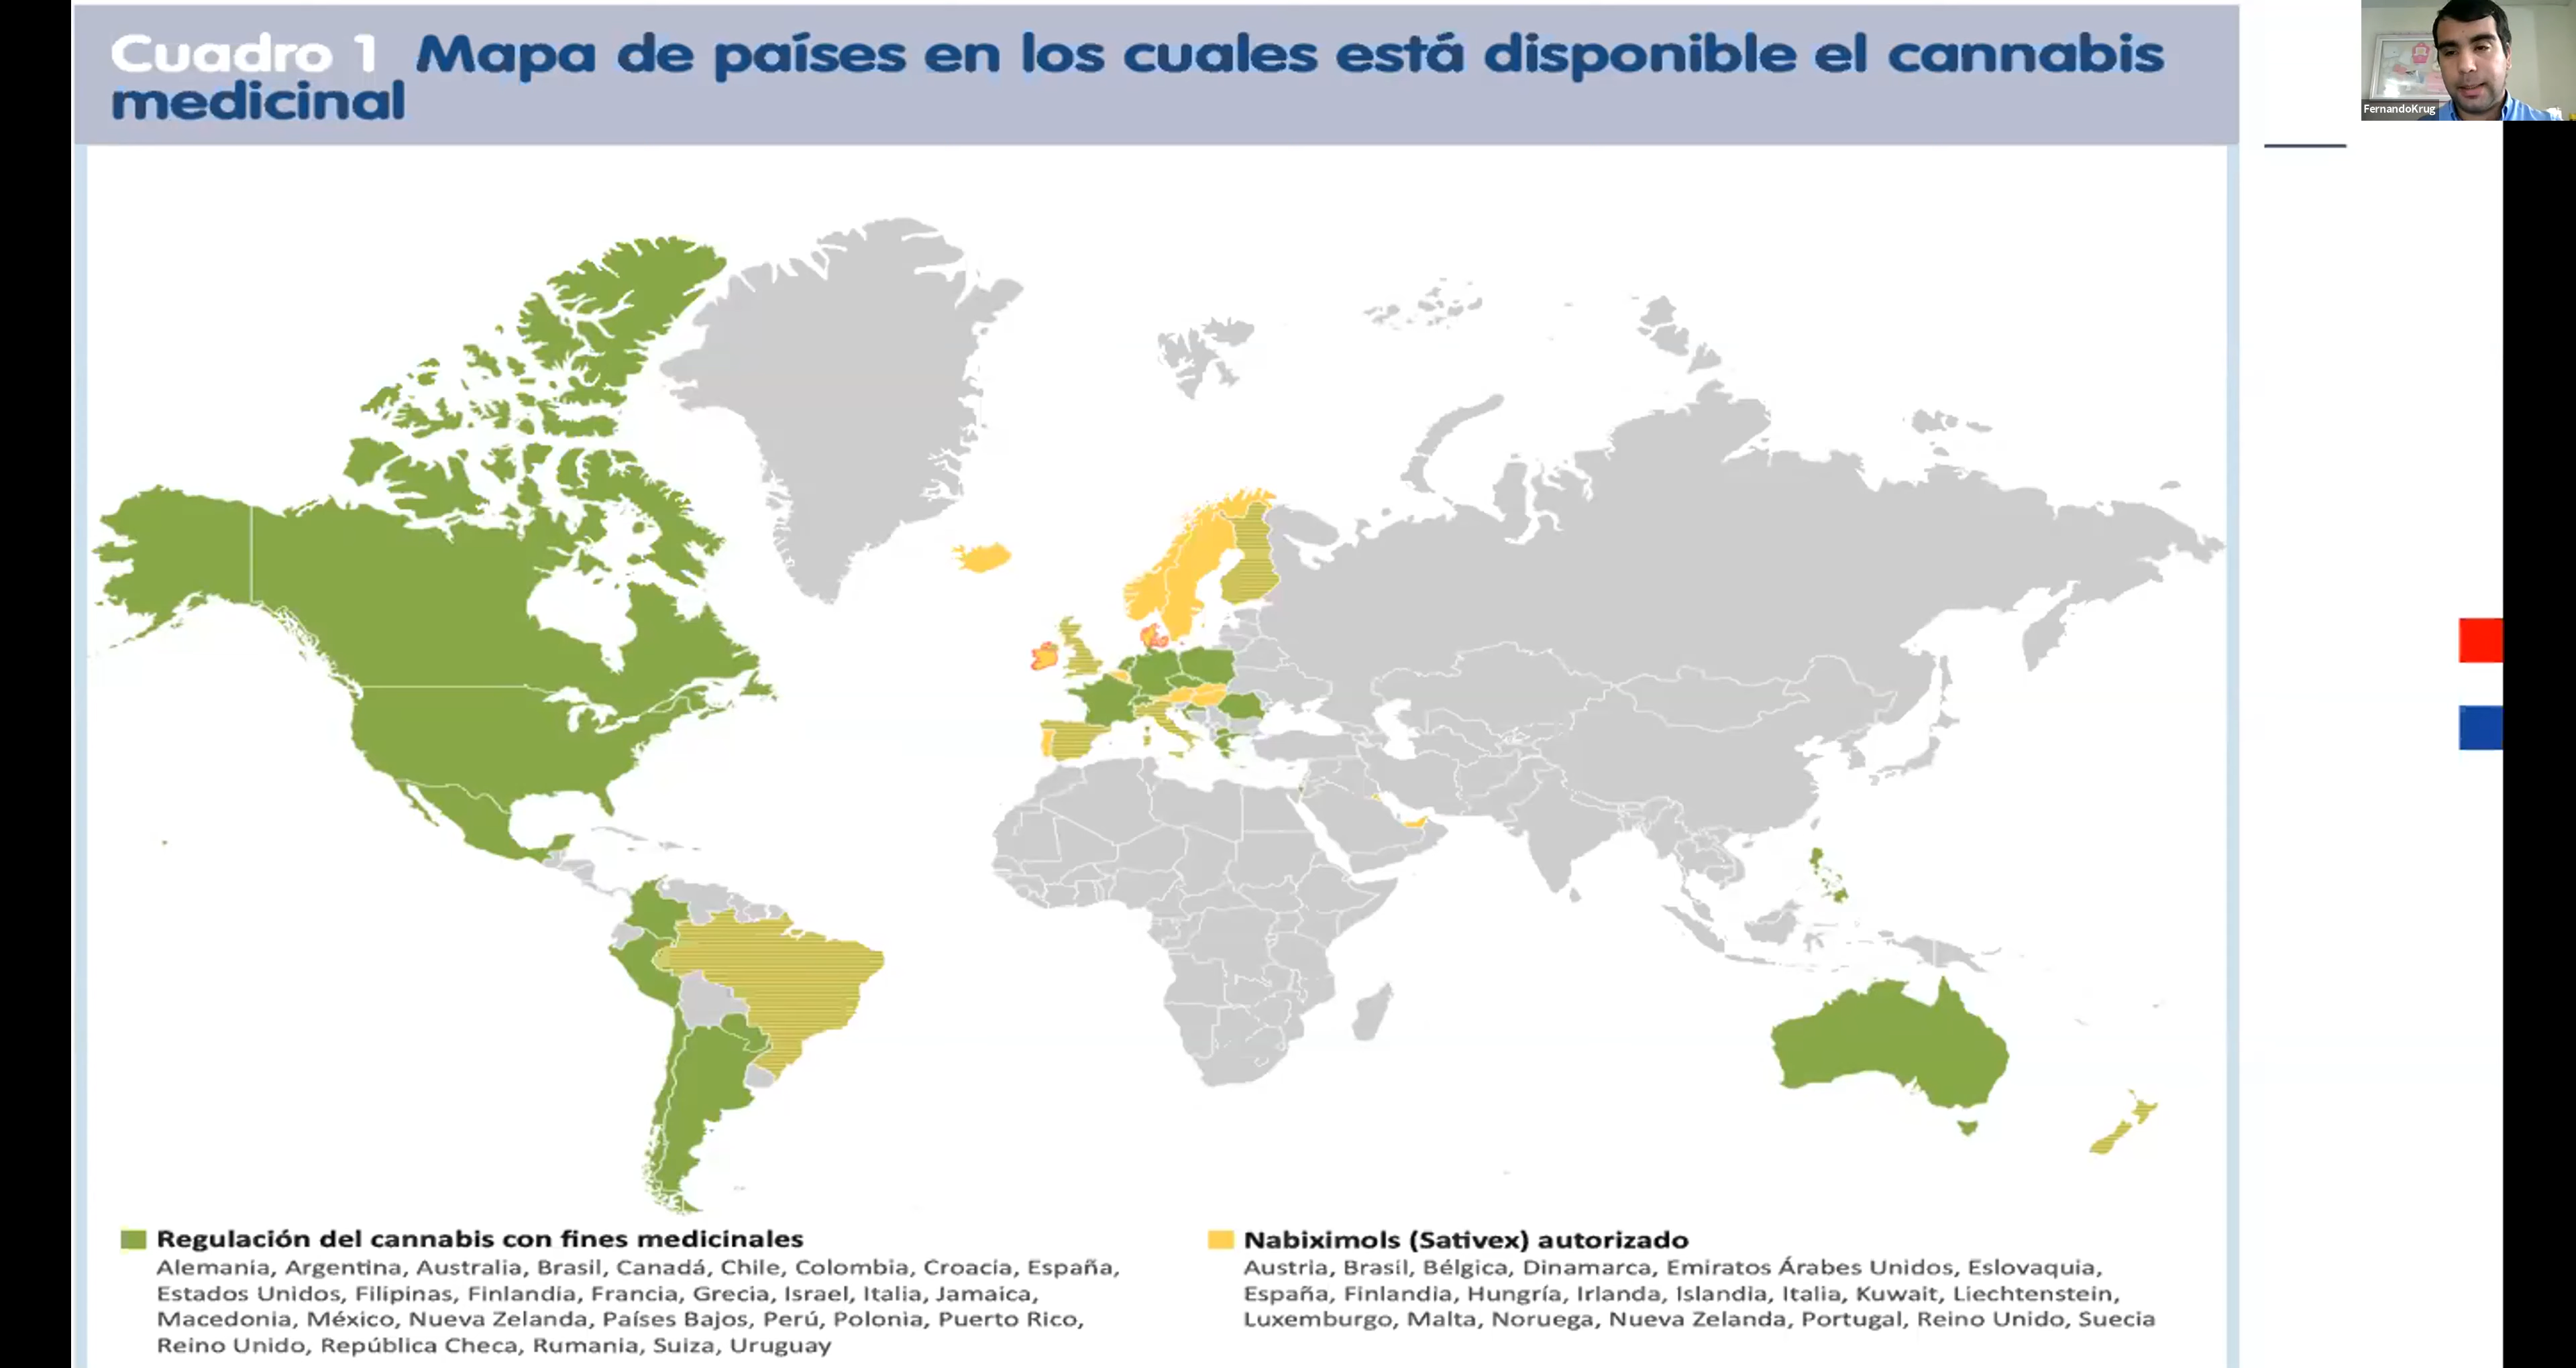 Cuadro 1 Mapa de países en los cuales está disponible el cannabis
medicinal
FernandoKrug
Regulación del cannabis con fines medicinales
Alemania, Argentina, Australia, Brasil, Canadá, Chile, Colombia, Croacia, España,
Estados Unidos, Filipinas, Finlandia, Francia, Grecia, Israel, Italia, Jamaica,
Macedonia, México, Nueva Zelanda, Países Bajos, Perú, Polonia, Puerto Rico,
Reino Unido, República Checa, Rumania, Suiza, Uruguay
Nabiximols (Sativex) autorizado
Austria, Brasil, Bélgica, Dinamarca, Emiratos Árabes Unidos, Eslovaquia,
España, Finlandia, Hungría, Irlanda, Islandia, Italia, Kuwait, Liechtenstein,
Luxemburgo, Malta, Noruega, Nueva Zelanda, Portugal, Reino Unido, Suecia